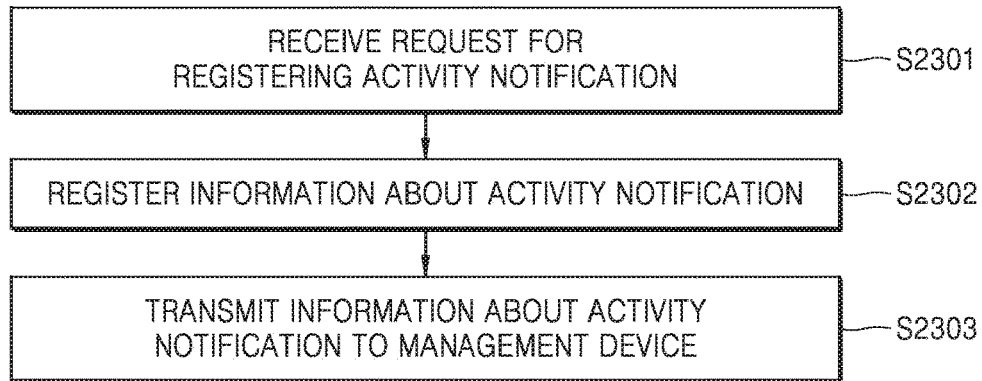 RECEIVE REQUEST FOR
REGISTERING ACTIVITY NOTIFICATION
S2301
REGISTER INFORMATION ABOUT ACTIVITY NOTIFICATION
S2302
TRANSMIT INFORMATION ABOUT ACTIVITY
NOTIFICATION TO MANAGEMENT DEVICE
S2303